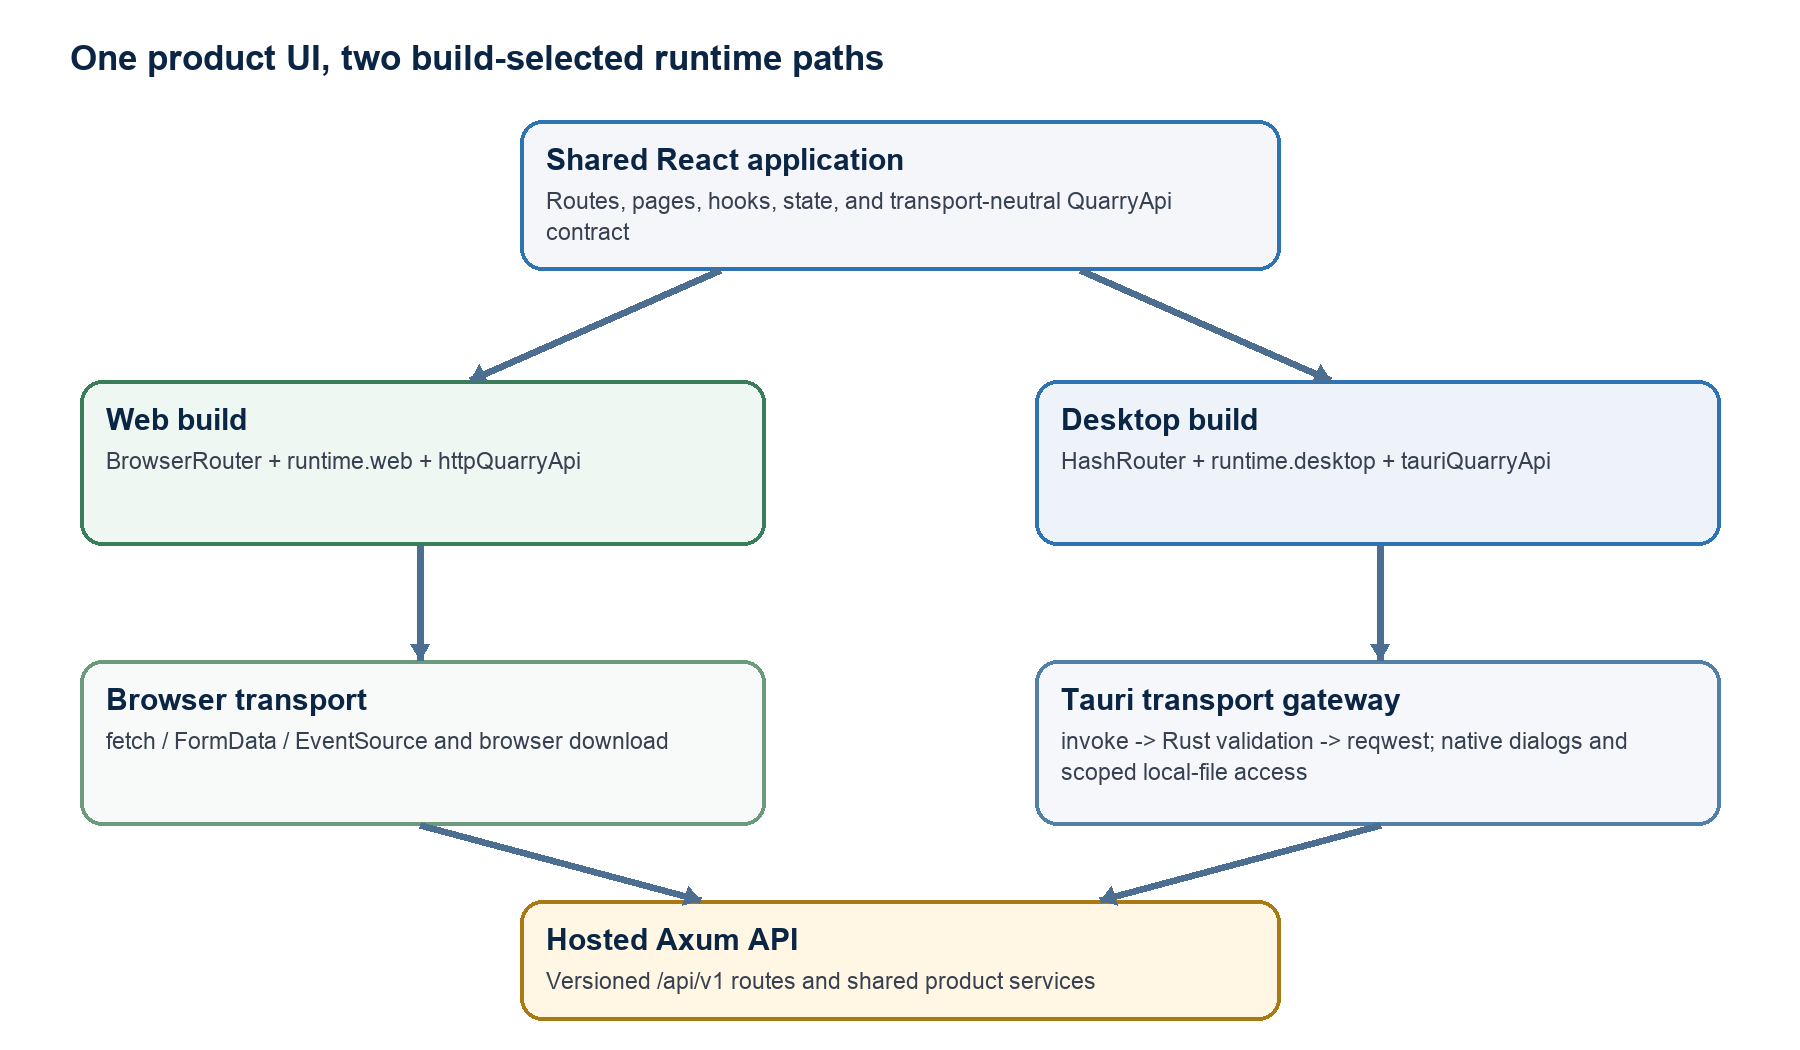 One product UI, two build-selected runtime paths
Shared React application
Routes, pages, hooks, state, and transport-neutral QuarryApi
contract
Web build
BrowserRouter + runtime.web + httpQuarryApi
Desktop build
HashRouter + runtime.desktop + tauriQuarryApi
Browser transport
fetch / FormData / EventSource and browser download
Tauri transport gateway
invoke -> Rust validation -> reqwest; native dialogs and
scoped local-file access
Hosted Axum API
Versioned /api/v1 routes and shared product services